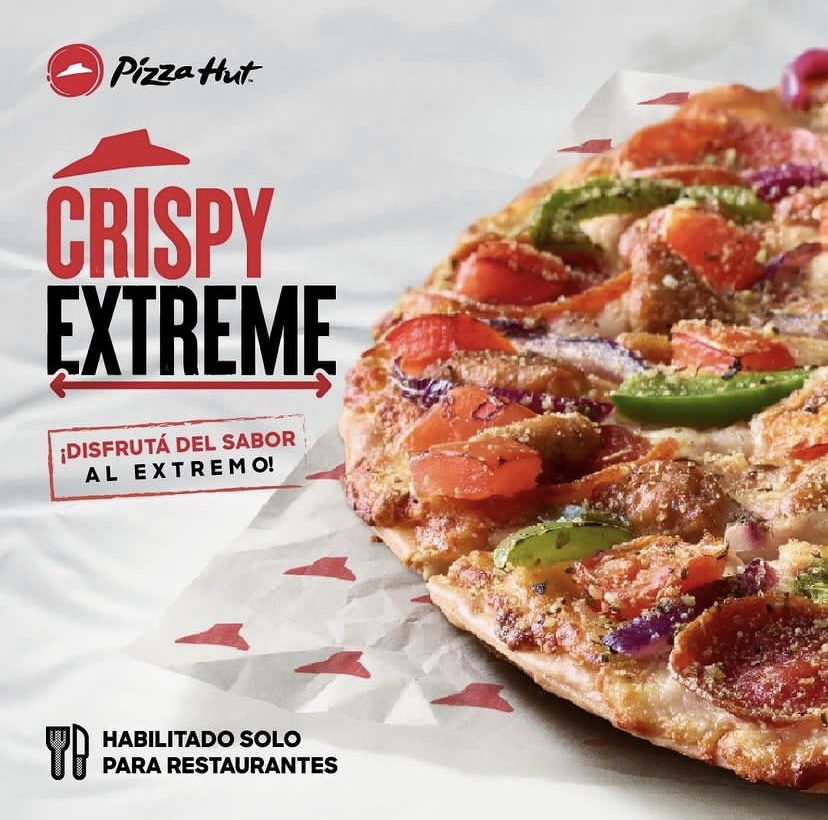 Pizza Hut
CRISPY
EXTREME
¡DISFRUTÁ DEL SABOR
AL EXTREMO!
HABILITADO SOLO
PARA RESTAURANTES